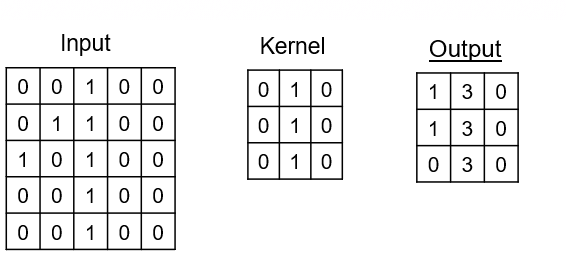 Input Kernel Output
0 0 1 0 0 0 1 0 1 3 0
0 1 1 0 0 0 1 0 1 3 0
1 0 1 0 0 0 1 0 0 3 0
0 0 1 0 0
0 0 1 0 0